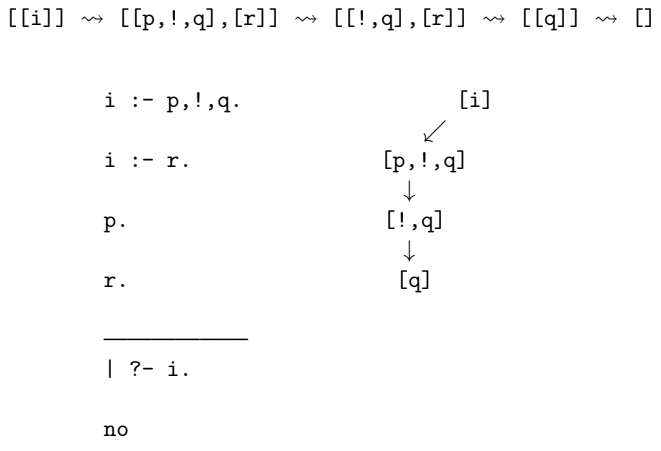 [[i]] ⇝ [[p,!,q],[r]] ⇝ [[!,q],[r]] ⇝ [[q]] ⇝ []
i :- p,!,q. [i]
↙
i :- r. [p,!,q]
↓
p. [!,q]
↓
r. [q]
| ?- i.
no